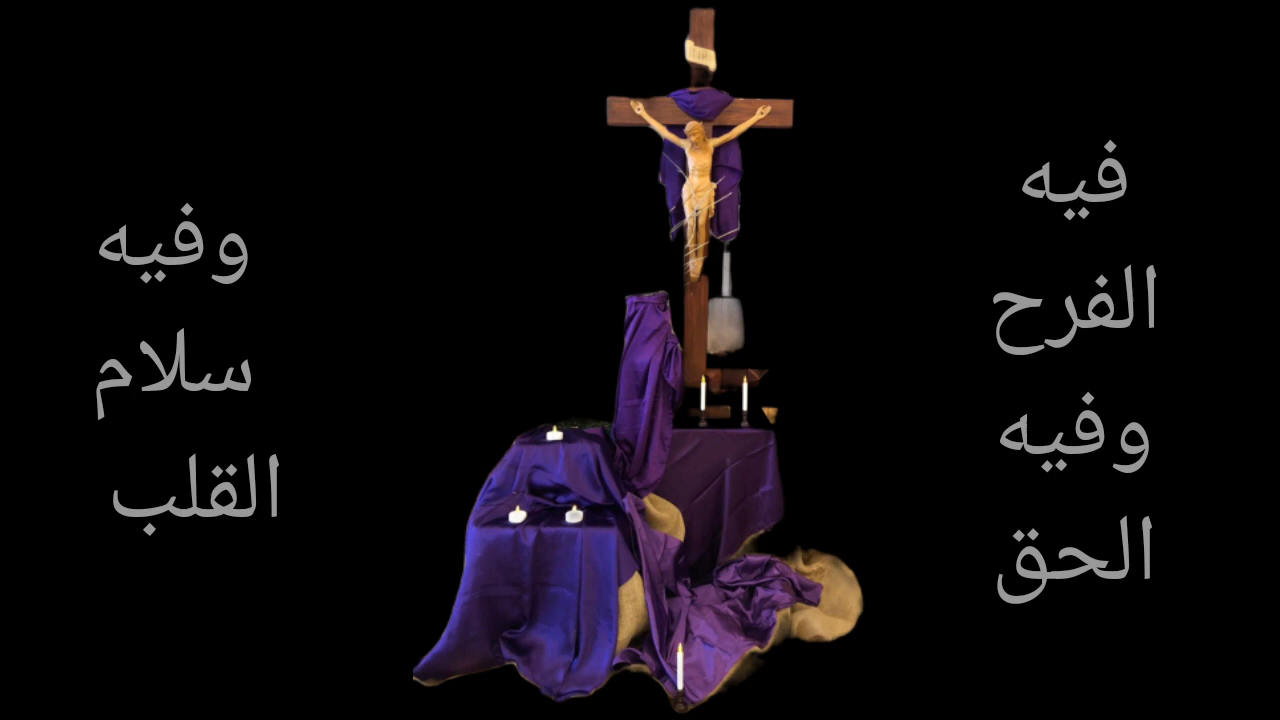 فيه
الفرح
وفيه
الحق
وفيه
سلام
القلب